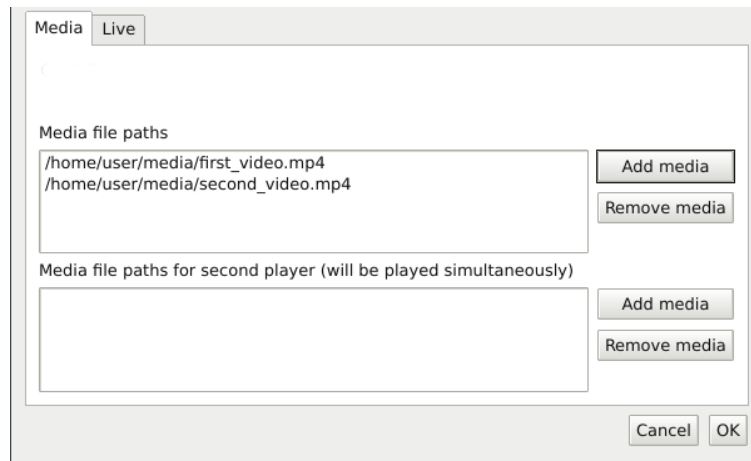 Media Live
Media file paths
/home/user/media/first_video.mp4
/home/user/media/second_video.mp4
Add media
Remove media
Media file paths for second player (will be played simultaneously)
Add media
Remove media
Cancel OK